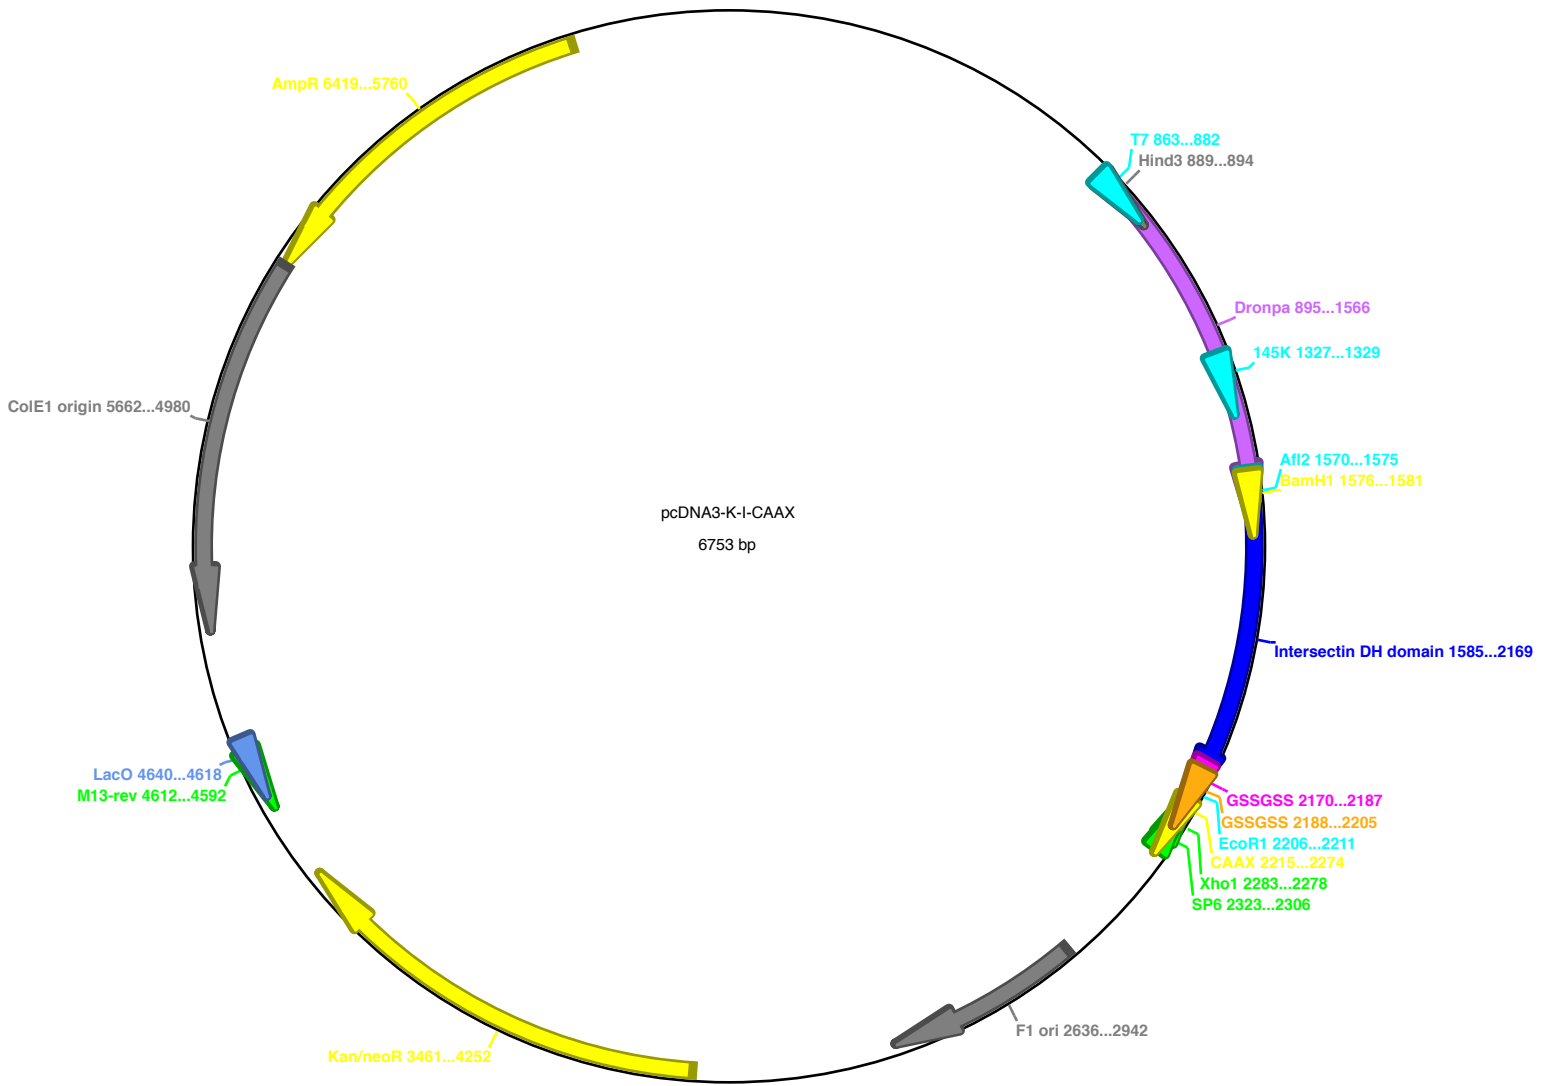 AmpR 6419...5760
T7 863...882
Hind3 889...894
Dronpa 895...1566
145K 1327...1329
ColE1 origin 5662...4980
Afl2 1570...1575
BamH1 1576...1581
pcDNA3-K-I-CAAX
6753 bp
Intersectin DH domain 1585...2169
LacO 4640...4618
M13-rev 4612...4592
GSSGSS 2170...2187
GSSGSS 2188...2205
EcoR1 2206...2211
CAAX 2215...2274
Xho1 2283...2278
SP6 2323...2306
F1 ori 2636...2942
Kan/neoR 3461...4252